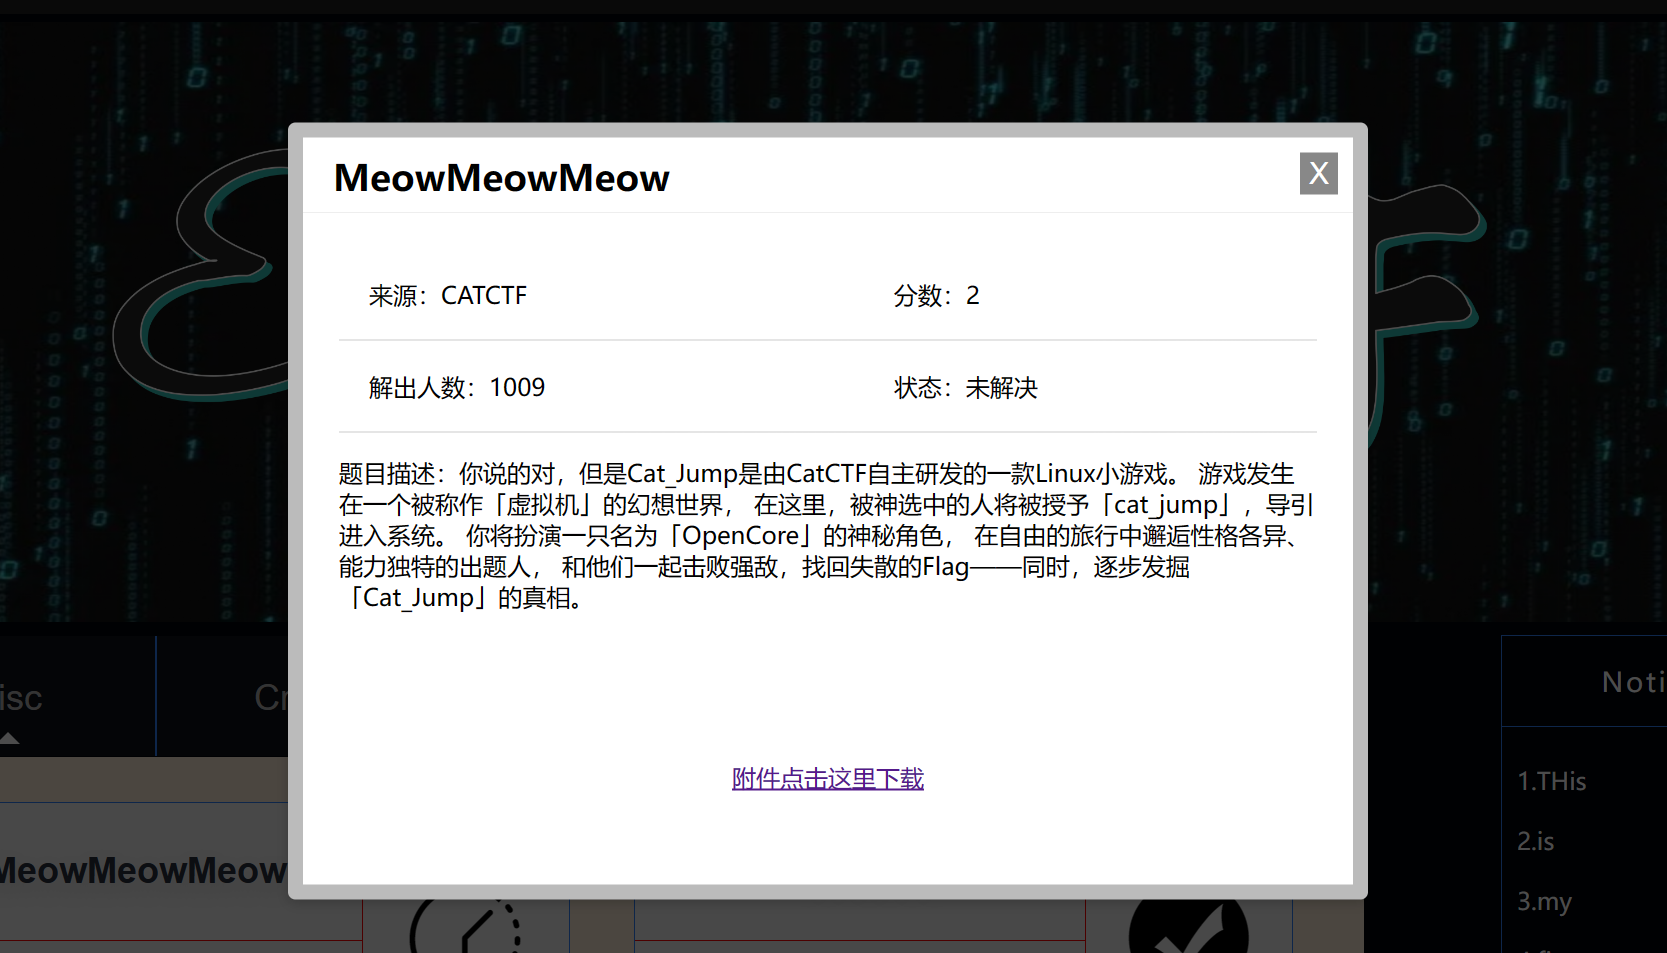 MeowMeowMeow
X
来源：CATCTF
分数：2
解出人数：1009
状态：未解决
题目描述：你说的对，但是Cat_Jump是由CatCTF自主研发的一款Linux小游戏。 游戏发生
在一个被称作「虚拟机」的幻想世界， 在这里，被神选中的人将被授予「cat_jump」，导引
进入系统。 你将扮演一只名为「OpenCore」的神秘角色， 在自由的旅行中邂逅性格各异、
能力独特的出题人， 和他们一起击败强敌，找回失散的Flag——同时，逐步发掘
「Cat_Jump」的真相。
附件点击这里下载
isc
Cr
Noti
1.THis
2.is
3.my
MeowMeowMeow